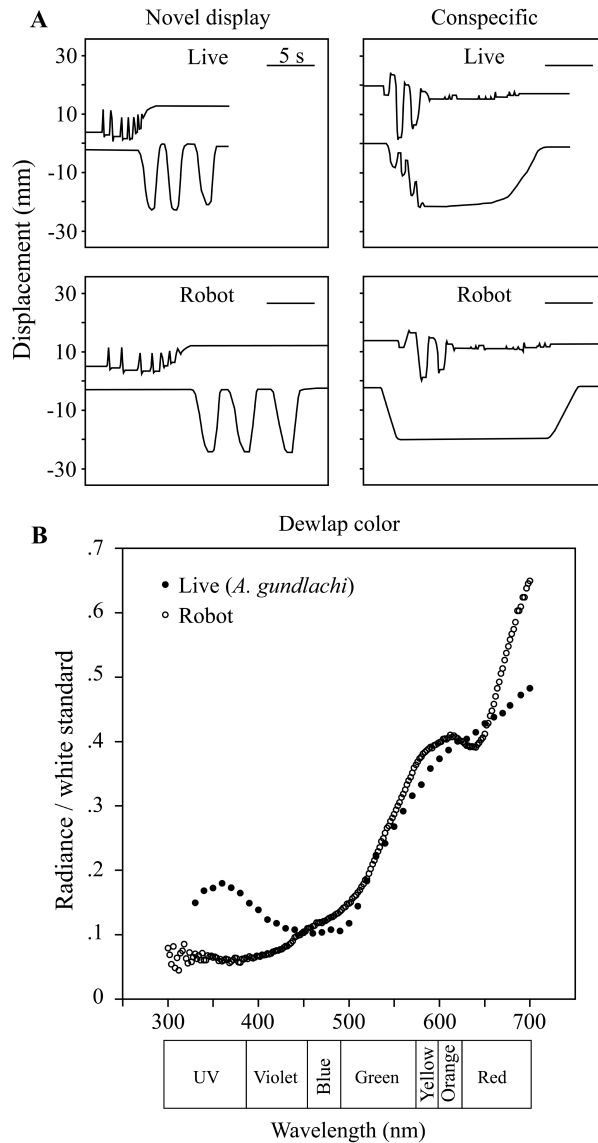 A
Novel display
Conspecific
Displacement (mm)
30
10
-10
-30
Live
5 s
Live
30
10
-10
-30
Robot
Robot
B
Dewlap color
Radiance / white standard
.7
.6
.5
.4
.3
.2
.1
0
Live (A. gundlachi)
Robot
300
400
500
600
700
UV
Violet
Blue
Green
Yellow
Orange
Red
Wavelength (nm)